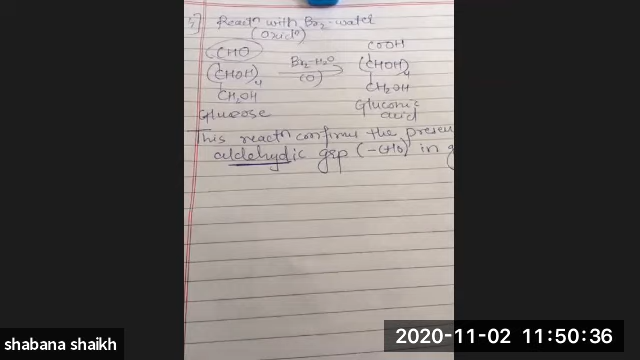 5] Reactn with Br2-water
(Oxidn)
CHO
COOH
(CHOH)4
Br2-H2O
(O)
(CHOH)4
CH2OH
CH2OH
Glucose
Gluconic
acid
This reactn confirms the presen
aldehydic grp (-CHO) in g
shabana shaikh
2020-11-02 11:50:36